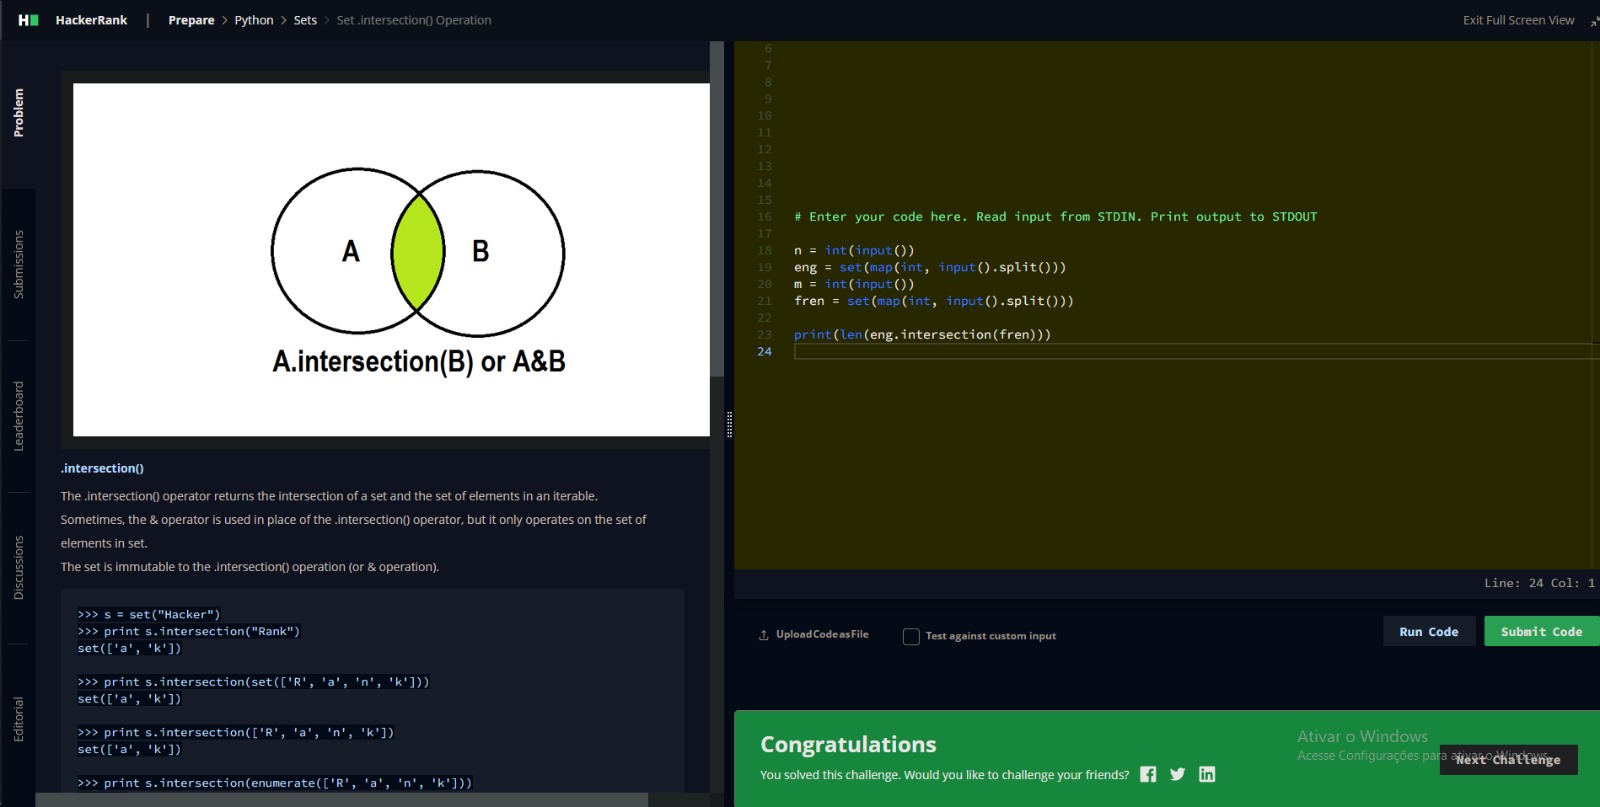 HackerRank | Prepare > Python > Sets > Set .intersection() Operation
Exit Full Screen View
Problem
Submissions
Leaderboard
Discussions
Editorial
A B
A.intersection(B) or A&B
.intersection()
The .intersection() operator returns the intersection of a set and the set of elements in an iterable.
Sometimes, the & operator is used in place of the .intersection() operator, but it only operates on the set of
elements in set.
The set is immutable to the .intersection() operation (or & operation).
>>> s = set("Hacker")
>>> print s.intersection("Rank")
set(['a', 'k'])
>>> print s.intersection(set(['R', 'a', 'n', 'k']))
set(['a', 'k'])
>>> print s.intersection(['R', 'a', 'n', 'k'])
set(['a', 'k'])
>>> print s.intersection(enumerate(['R', 'a', 'n', 'k']))
6
7
8
9
10
11
12
13
14
15
16 # Enter your code here. Read input from STDIN. Print output to STDOUT
17
18 n = int(input())
19 eng = set(map(int, input().split()))
20 m = int(input())
21 fren = set(map(int, input().split()))
22
23 print(len(eng.intersection(fren)))
24
Line: 24 Col: 1
Upload Code as File
Test against custom input
Run Code
Submit Code
Congratulations
You solved this challenge. Would you like to challenge your friends?
Next Challenge
Ativar o Windows
Acesse Configurações para ativar o Windows.